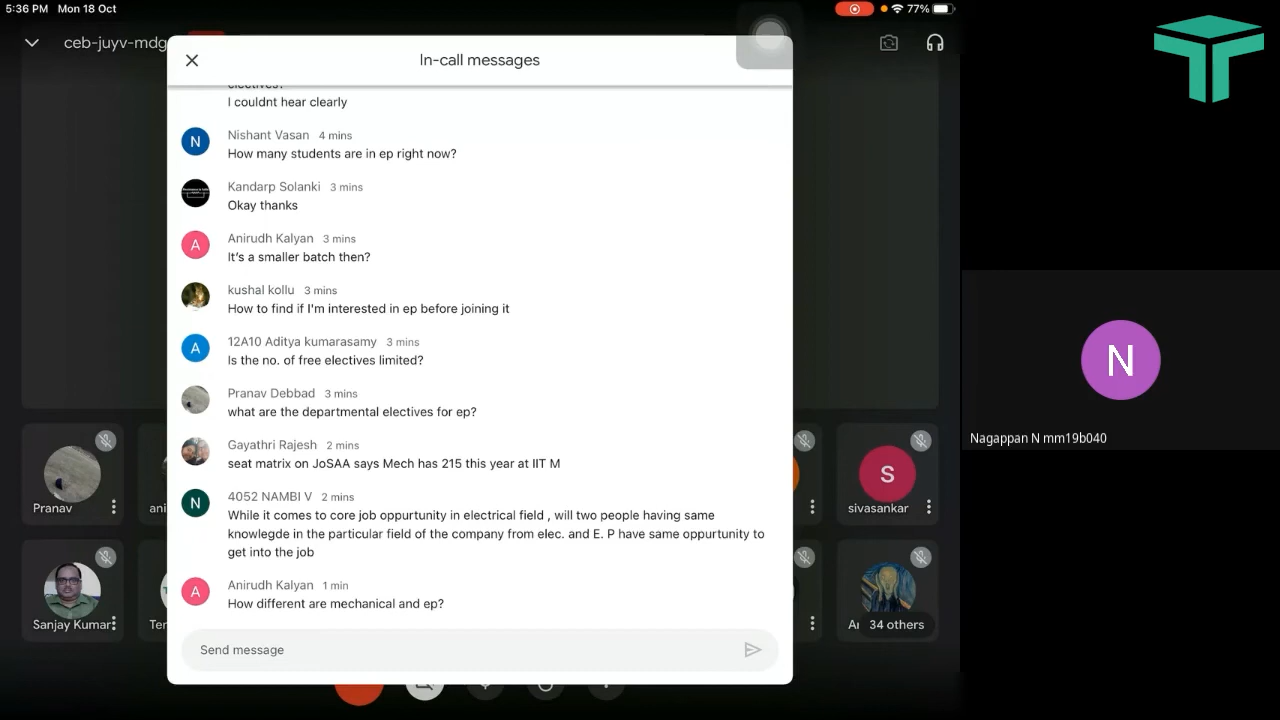 5:36 PM Mon 18 Oct
77%
ceb-juyv-mdg
In-call messages
electives?
I couldnt hear clearly
N
Nishant Vasan 4 mins
How many students are in ep right now?
Kandarp Solanki 3 mins
Okay thanks
A
Anirudh Kalyan 3 mins
It's a smaller batch then?
kushal kollu 3 mins
How to find if I'm interested in ep before joining it
A
12A10 Aditya kumarasamy 3 mins
Is the no. of free electives limited?
Pranav Debbad 3 mins
what are the departmental electives for ep?
Gayathri Rajesh 2 mins
seat matrix on JoSAA says Mech has 215 this year at IIT M
N
4052 NAMBI V 2 mins
While it comes to core job oppurtunity in electrical field , will two people having same
knowlegde in the particular field of the company from elec. and E. P have same oppurtunity to
get into the job
A
Anirudh Kalyan 1 min
How different are mechanical and ep?
Send message
Pranav
ani
S
sivasankar
Sanjay Kumar
Ter
34 others
N
Nagappan N mm19b040